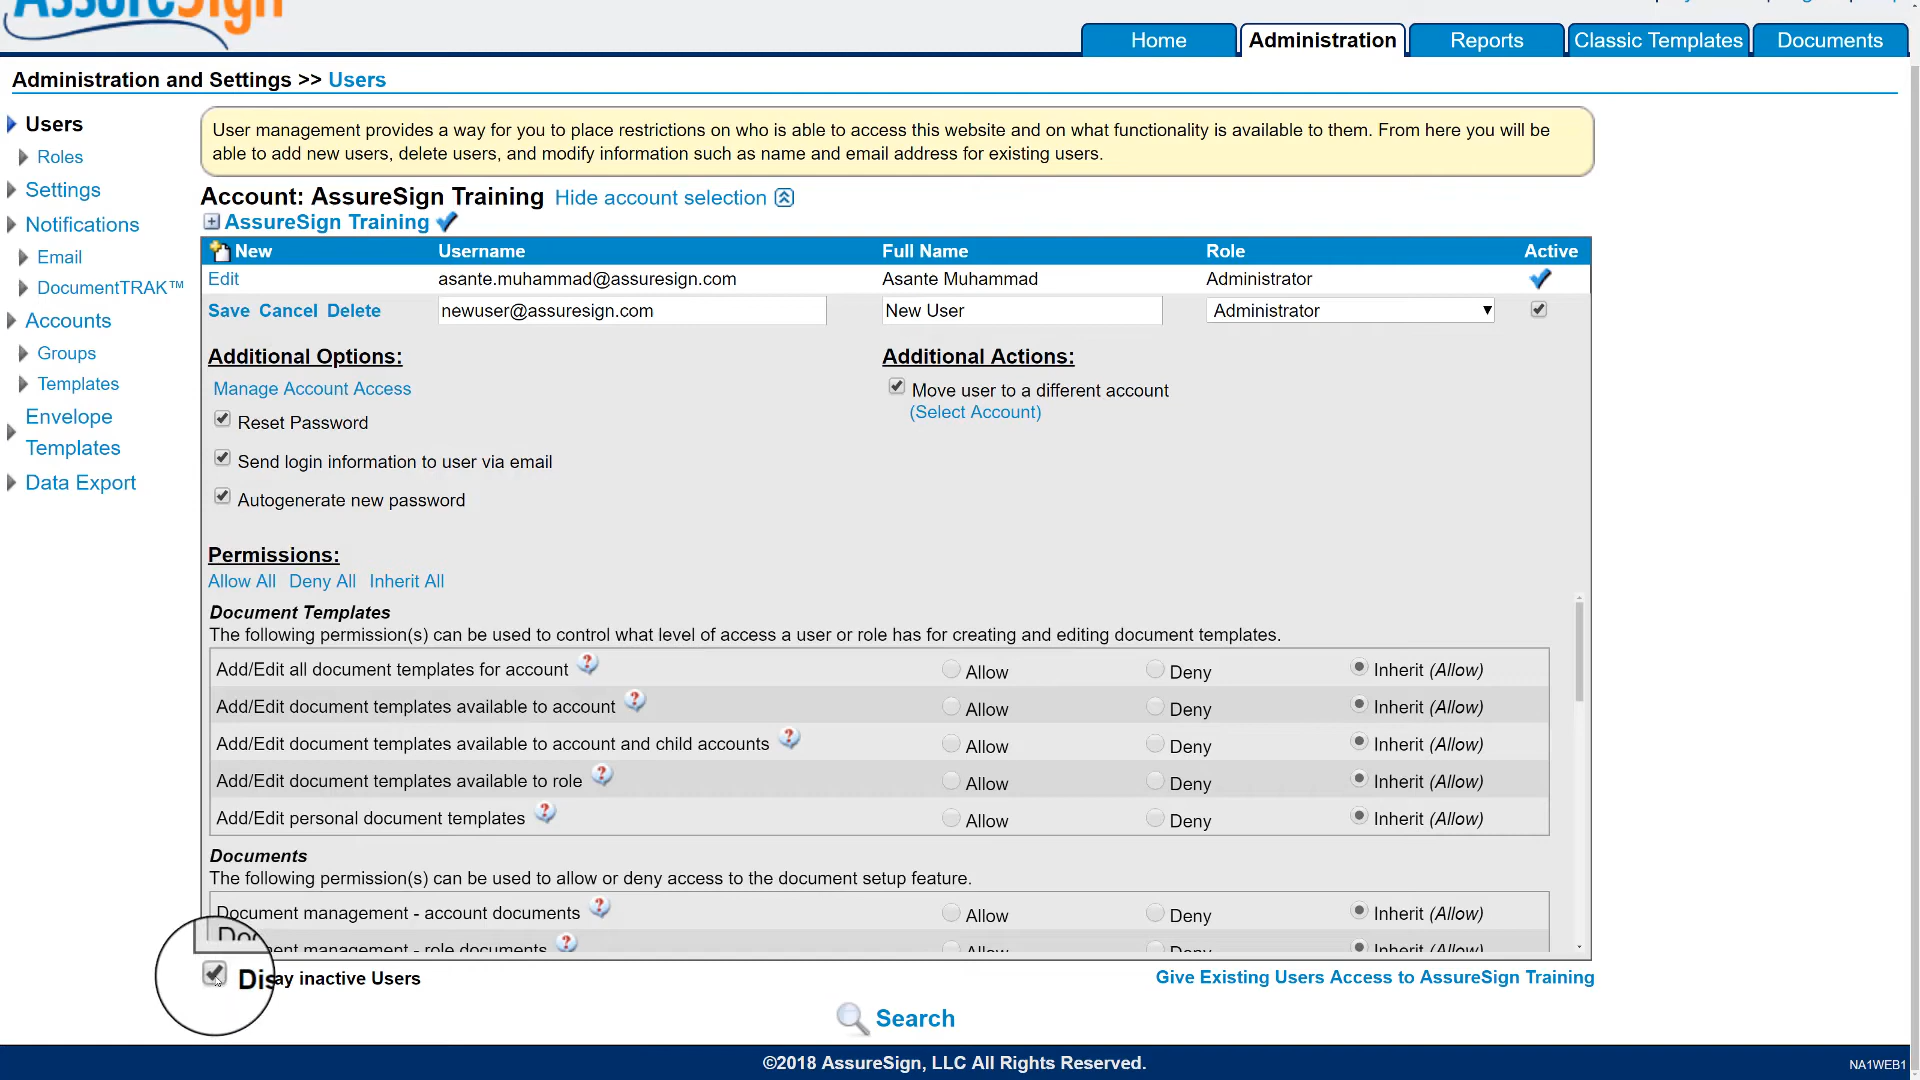 AssureSign
Home Administration Reports Classic Templates Documents
Administration and Settings >> Users
Users
Roles
Settings
Notifications
Email
DocumentTRAK™
Accounts
Groups
Templates
Envelope
Templates
Data Export
User management provides a way for you to place restrictions on who is able to access this website and on what functionality is available to them. From here you will be
able to add new users, delete users, and modify information such as name and email address for existing users.
Account: AssureSign Training Hide account selection
AssureSign Training
New Username Full Name Role Active
Edit asante.muhammad@assuresign.com Asante Muhammad Administrator
Save Cancel Delete newuser@assuresign.com New User Administrator
Additional Options: Additional Actions:
Manage Account Access Move user to a different account
Reset Password (Select Account)
Send login information to user via email
Autogenerate new password
Permissions:
Allow All Deny All Inherit All
Document Templates
The following permission(s) can be used to control what level of access a user or role has for creating and editing document templates.
Add/Edit all document templates for account Allow Deny Inherit (Allow)
Add/Edit document templates available to account Allow Deny Inherit (Allow)
Add/Edit document templates available to account and child accounts Allow Deny Inherit (Allow)
Add/Edit document templates available to role Allow Deny Inherit (Allow)
Add/Edit personal document templates Allow Deny Inherit (Allow)
Documents
The following permission(s) can be used to allow or deny access to the document setup feature.
Document management - account documents Allow Deny Inherit (Allow)
management - role documents Allow Deny Inherit (Allow)
Disay inactive Users Give Existing Users Access to AssureSign Training
Search
©2018 AssureSign, LLC All Rights Reserved.
NA1WEB1